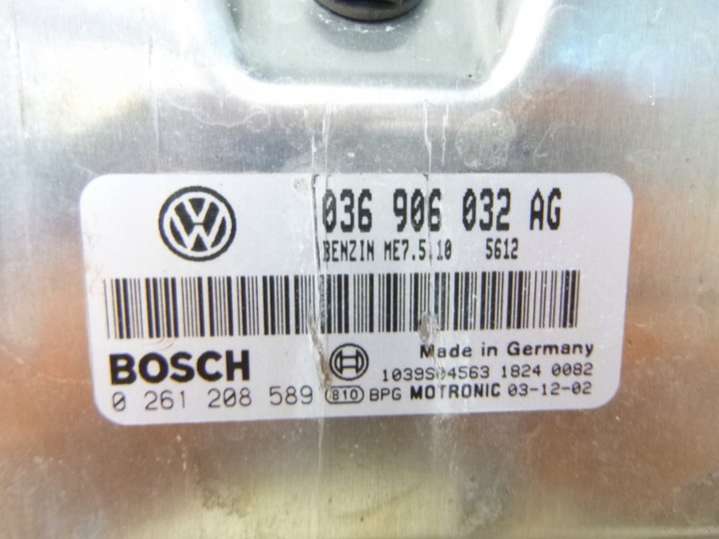 036 906 032 AG
BENZIN ME7.5.10 5612
BOSCH
Made in Germany
1039S04563 1824 0082
0 261 208 589 810 BPG MOTRONIC 03-12-02